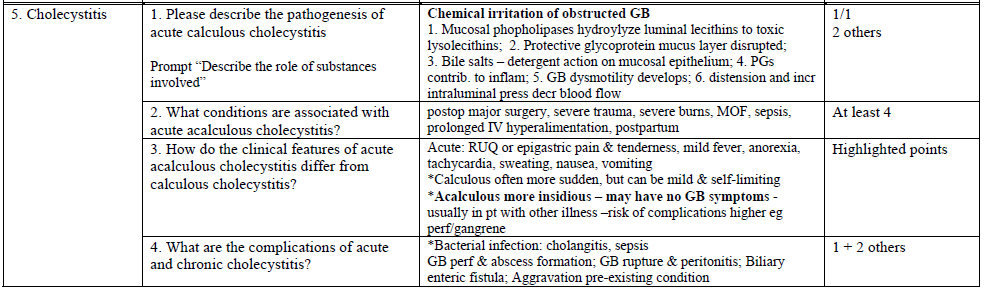 5. Cholecystitis
1. Please describe the pathogenesis of
acute calculous cholecystitis
Prompt “Describe the role of substances
involved”
Chemical irritation of obstructed GB
1. Mucosal phopholipases hydroylyze luminal lecithins to toxic
lysolecithins; 2. Protective glycoprotein mucus layer disrupted;
3. Bile salts – detergent action on mucosal epithelium; 4. PGs
contrib. to inflam; 5. GB dysmotility develops; 6. distension and incr
intraluminal press decr blood flow
1/1
2 others
2. What conditions are associated with
acute acalculous cholecystitis?
postop major surgery, severe trauma, severe burns, MOF, sepsis,
prolonged IV hyperalimentation, postpartum
At least 4
3. How do the clinical features of acute
acalculous cholecystitis differ from
calculous cholecystitis?
Acute: RUQ or epigastric pain & tenderness, mild fever, anorexia,
tachycardia, sweating, nausea, vomiting
*Calculous often more sudden, but can be mild & self-limiting
*Acalculous more insidious – may have no GB symptoms -
usually in pt with other illness –risk of complications higher eg
perf/gangrene
Highlighted points
4. What are the complications of acute
and chronic cholecystitis?
*Bacterial infection: cholangitis, sepsis
GB perf & abscess formation; GB rupture & peritonitis; Biliary
enteric fistula; Aggravation pre-existing condition
1 + 2 others